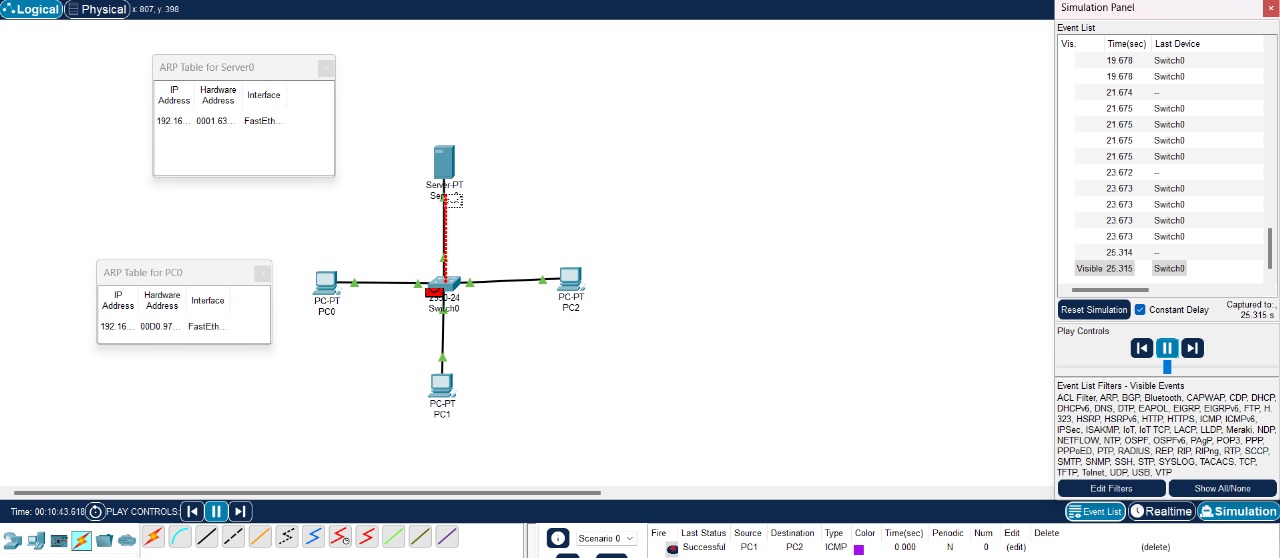 Logical Physical x: 807, y: 398
Simulation Panel
Event List
Vis. Time(sec) Last Device
19.678 Switch0
19.678 Switch0
21.674 --
21.675 Switch0
21.675 Switch0
21.675 Switch0
21.675 Switch0
23.672 --
23.673 Switch0
23.673 Switch0
23.673 Switch0
23.673 Switch0
25.314 --
Visible 25.315 Switch0
Reset Simulation Constant Delay Captured to:
25.315 s
Play Controls
Event List Filters - Visible Events
ACL Filter, ARP, BGP, Bluetooth, CAPWAP, CDP, DHCP,
DHCPv6, DNS, DTP, EAPOL, EIGRP, EIGRPv6, FTP, H.
323, HSRP, HSRPv6, HTTP, HTTPS, ICMP, ICMPv6,
IPSec, ISAKMP, IoT, IoT TCP, LACP, LLDP, Meraki, NDP,
NETFLOW, NTP, OSPF, OSPFv6, PAgP, POP3, PPP,
PPPoED, PTP, RADIUS, REP, RIP, RIPng, RTP, SCCP,
SMTP, SNMP, SSH, STP, SYSLOG, TACACS, TCP,
TFTP, Telnet, UDP, USB, VTP
Edit Filters Show All/None
ARP Table for Server0
IP Address Hardware Address Interface
192.16... 0001.63... FastEth...
ARP Table for PC0
IP Address Hardware Address Interface
192.16... 00D0.97... FastEth...
Server-PT
PC-PT
PC0
Switch0
PC-PT
PC2
PC-PT
PC1
Time: 00:10:43.618 PLAY CONTROLS:
Event List Realtime Simulation
Scenario 0
Fire Last Status Source Destination Type Color Time(sec) Periodic Num Edit Delete
Successful PC1 PC2 ICMP 0.000 N 0 (edit) (delete)